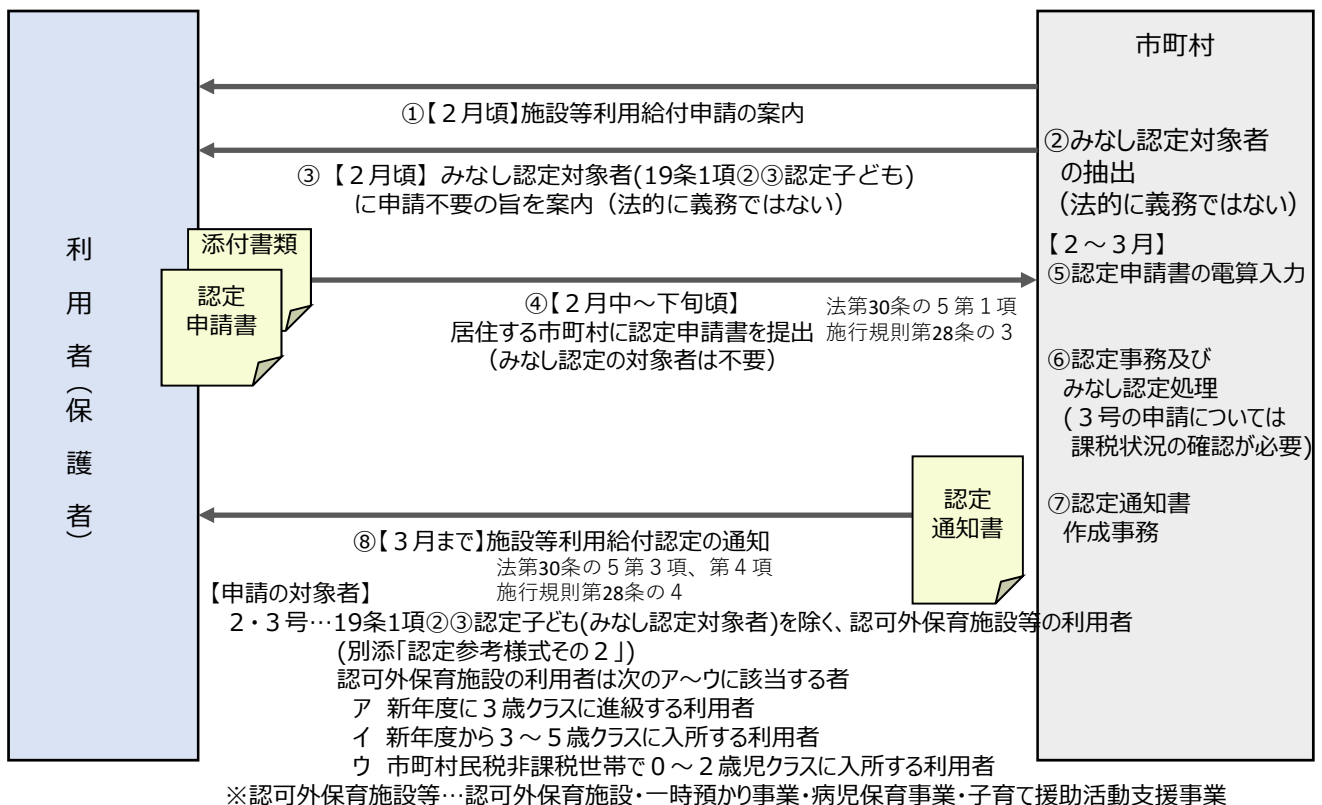 利用者(保護者)
市町村
①【２月頃】施設等利用給付申請の案内
②みなし認定対象者
の抽出
（法的に義務ではない）
③【２月頃】みなし認定対象者(19条1項②③認定子ども)
に申請不要の旨を案内（法的に義務ではない）
添付書類
認定
申請書
④【２月中～下旬頃】
居住する市町村に認定申請書を提出
（みなし認定の対象者は不要）
法第30条の５第１項
施行規則第28条の３
【２～３月】
⑤認定申請書の電算入力
⑥認定事務及び
みなし認定処理
(３号の申請については
課税状況の確認が必要)
認定
通知書
⑦認定通知書
作成事務
⑧【３月まで】施設等利用給付認定の通知
法第30条の５第３項、第４項
施行規則第28条の４
【申請の対象者】
２・３号…19条1項②③認定子ども(みなし認定対象者)を除く、認可外保育施設等の利用者
(別添「認定参考様式その２」)
認可外保育施設の利用者は次のア～ウに該当する者
ア 新年度に３歳クラスに進級する利用者
イ 新年度から３～５歳クラスに入所する利用者
ウ 市町村民税非課税世帯で０～２歳児クラスに入所する利用者
※認可外保育施設等…認可外保育施設・一時預かり事業・病児保育事業・子育て援助活動支援事業